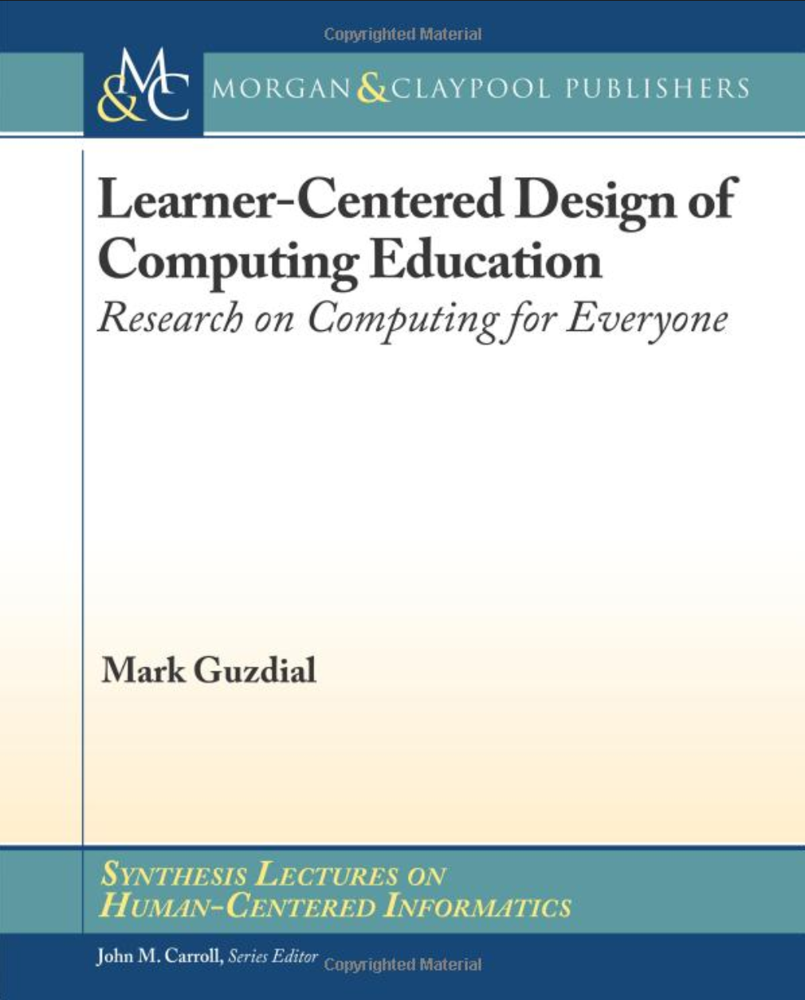 Copyrighted Material
M&C
MORGAN&CLAYPOOL PUBLISHERS
Learner-Centered Design of
Computing Education
Research on Computing for Everyone
Mark Guzdial
SYNTHESIS LECTURES ON
HUMAN-CENTERED INFORMATICS
John M. Carroll, Series Editor
Copyrighted Material